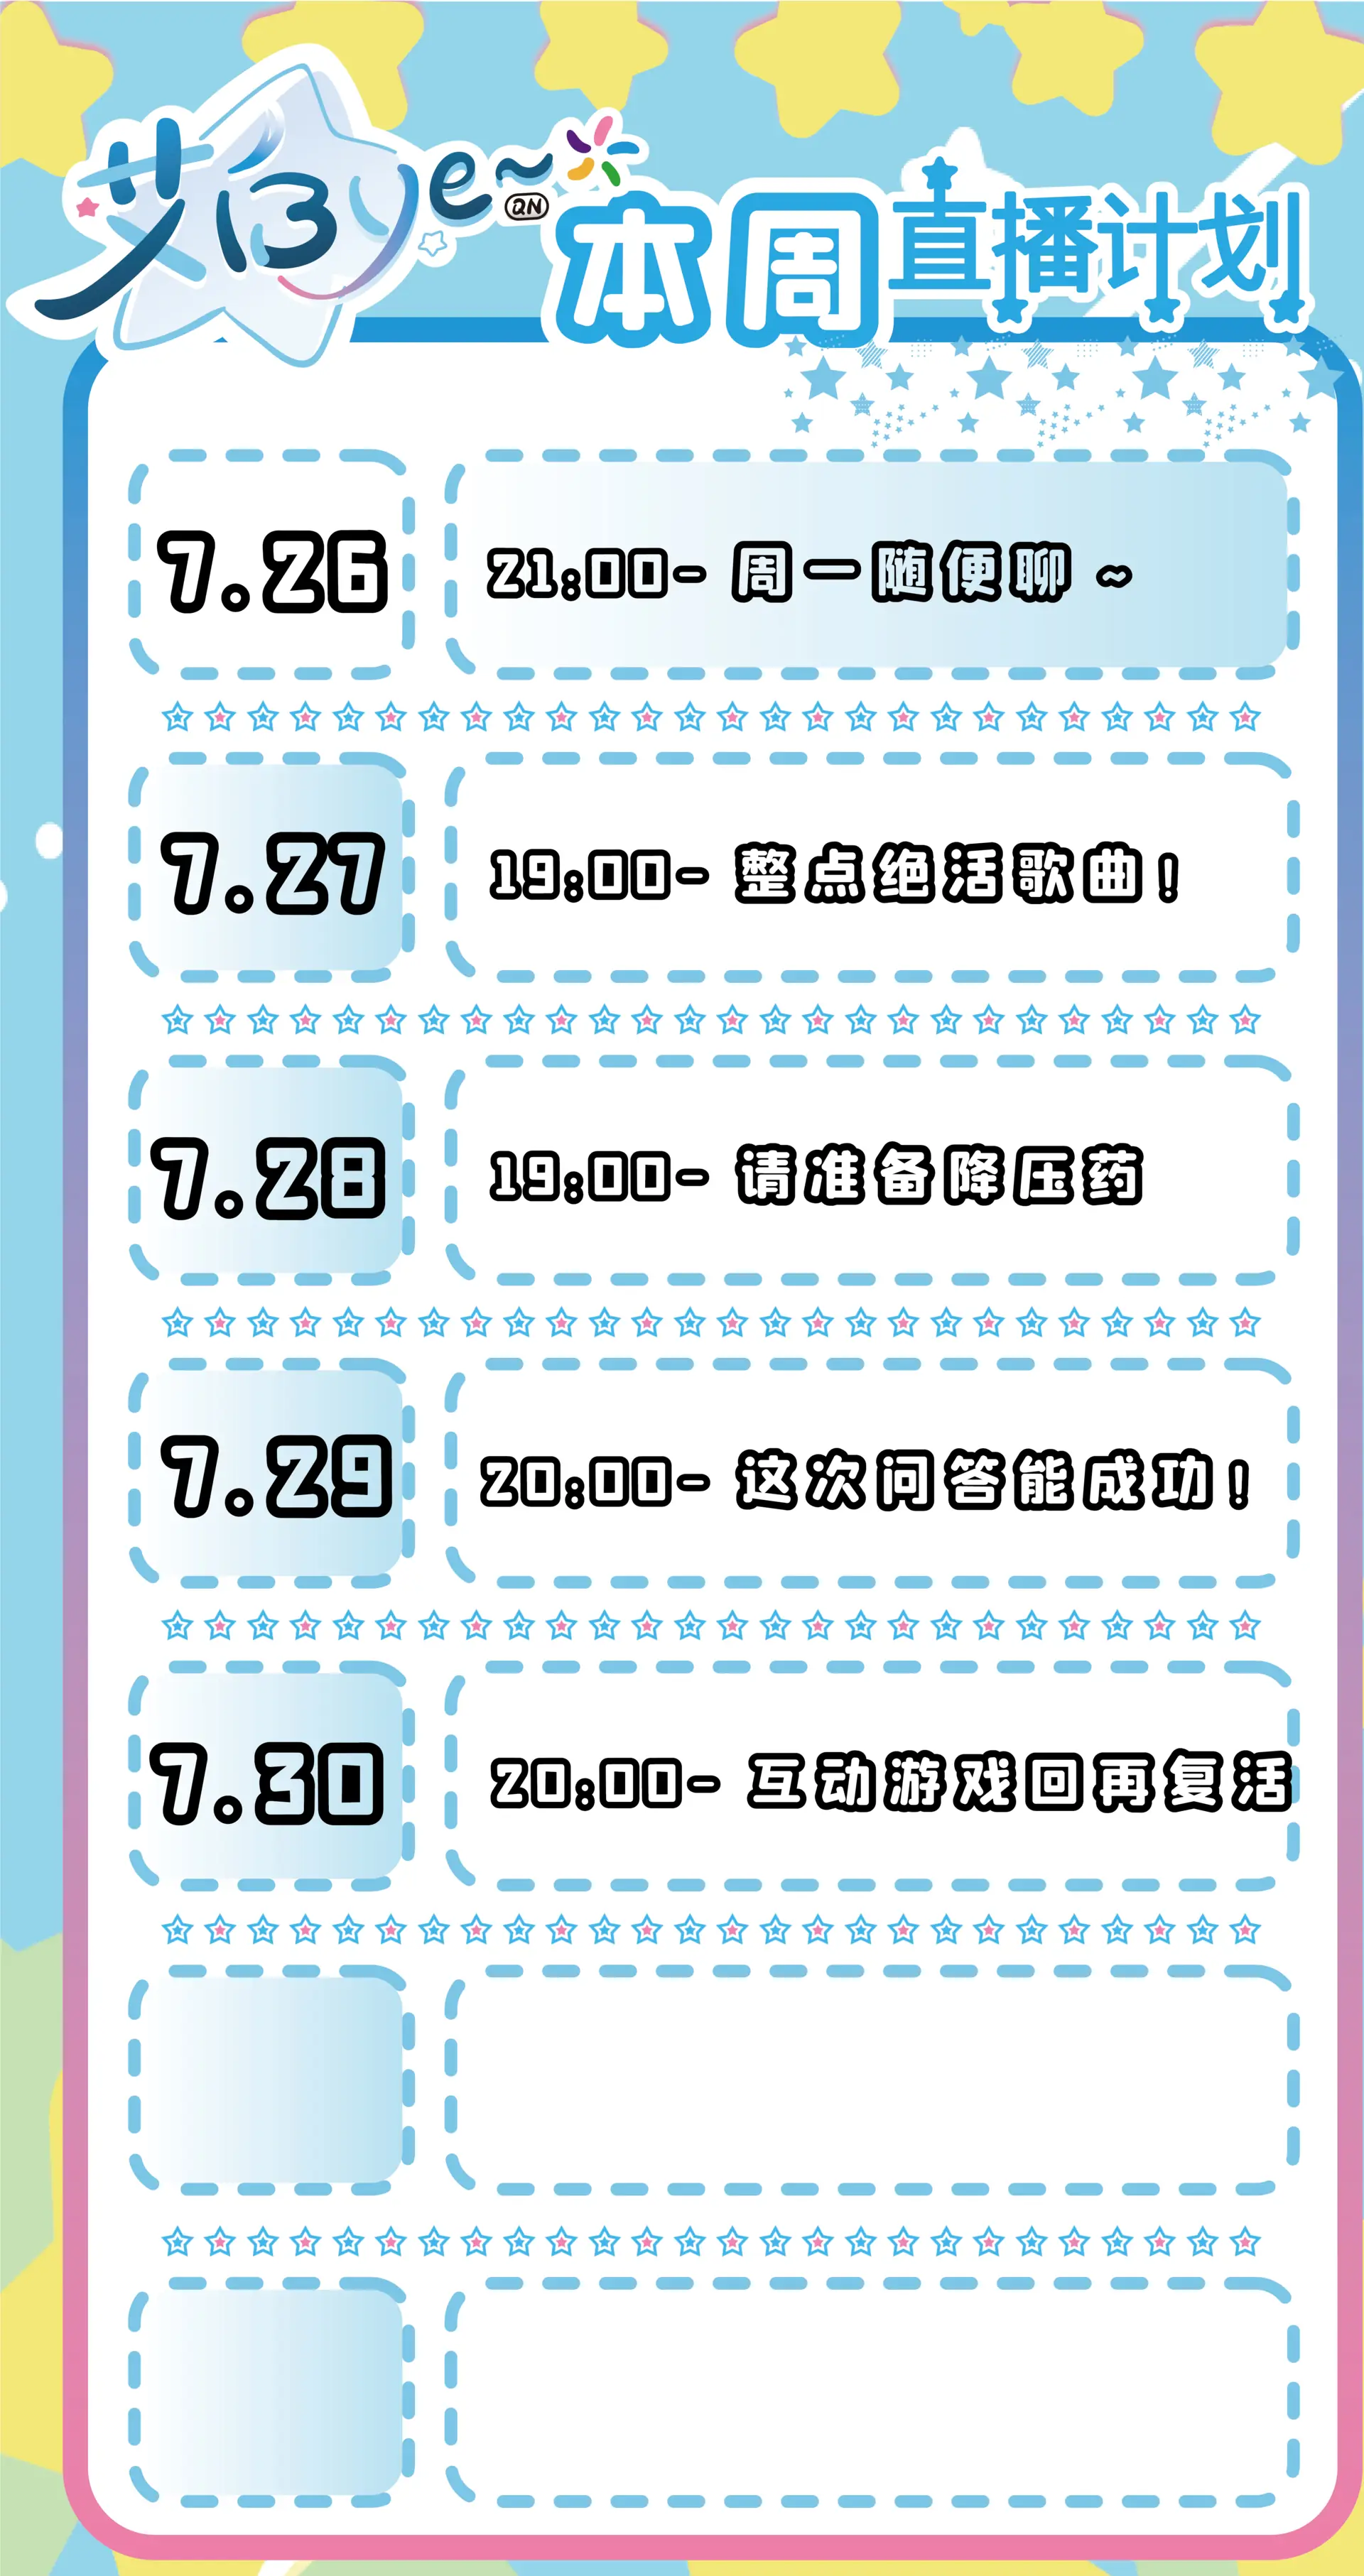 艾因ye~
QN
本周直播计划
7.26
21:00- 周一随便聊 ~
7.27
19:00- 整点绝活歌曲！
7.28
19:00- 请准备降压药
7.29
20:00- 这次问答能成功！
7.30
20:00- 互动游戏回再复活